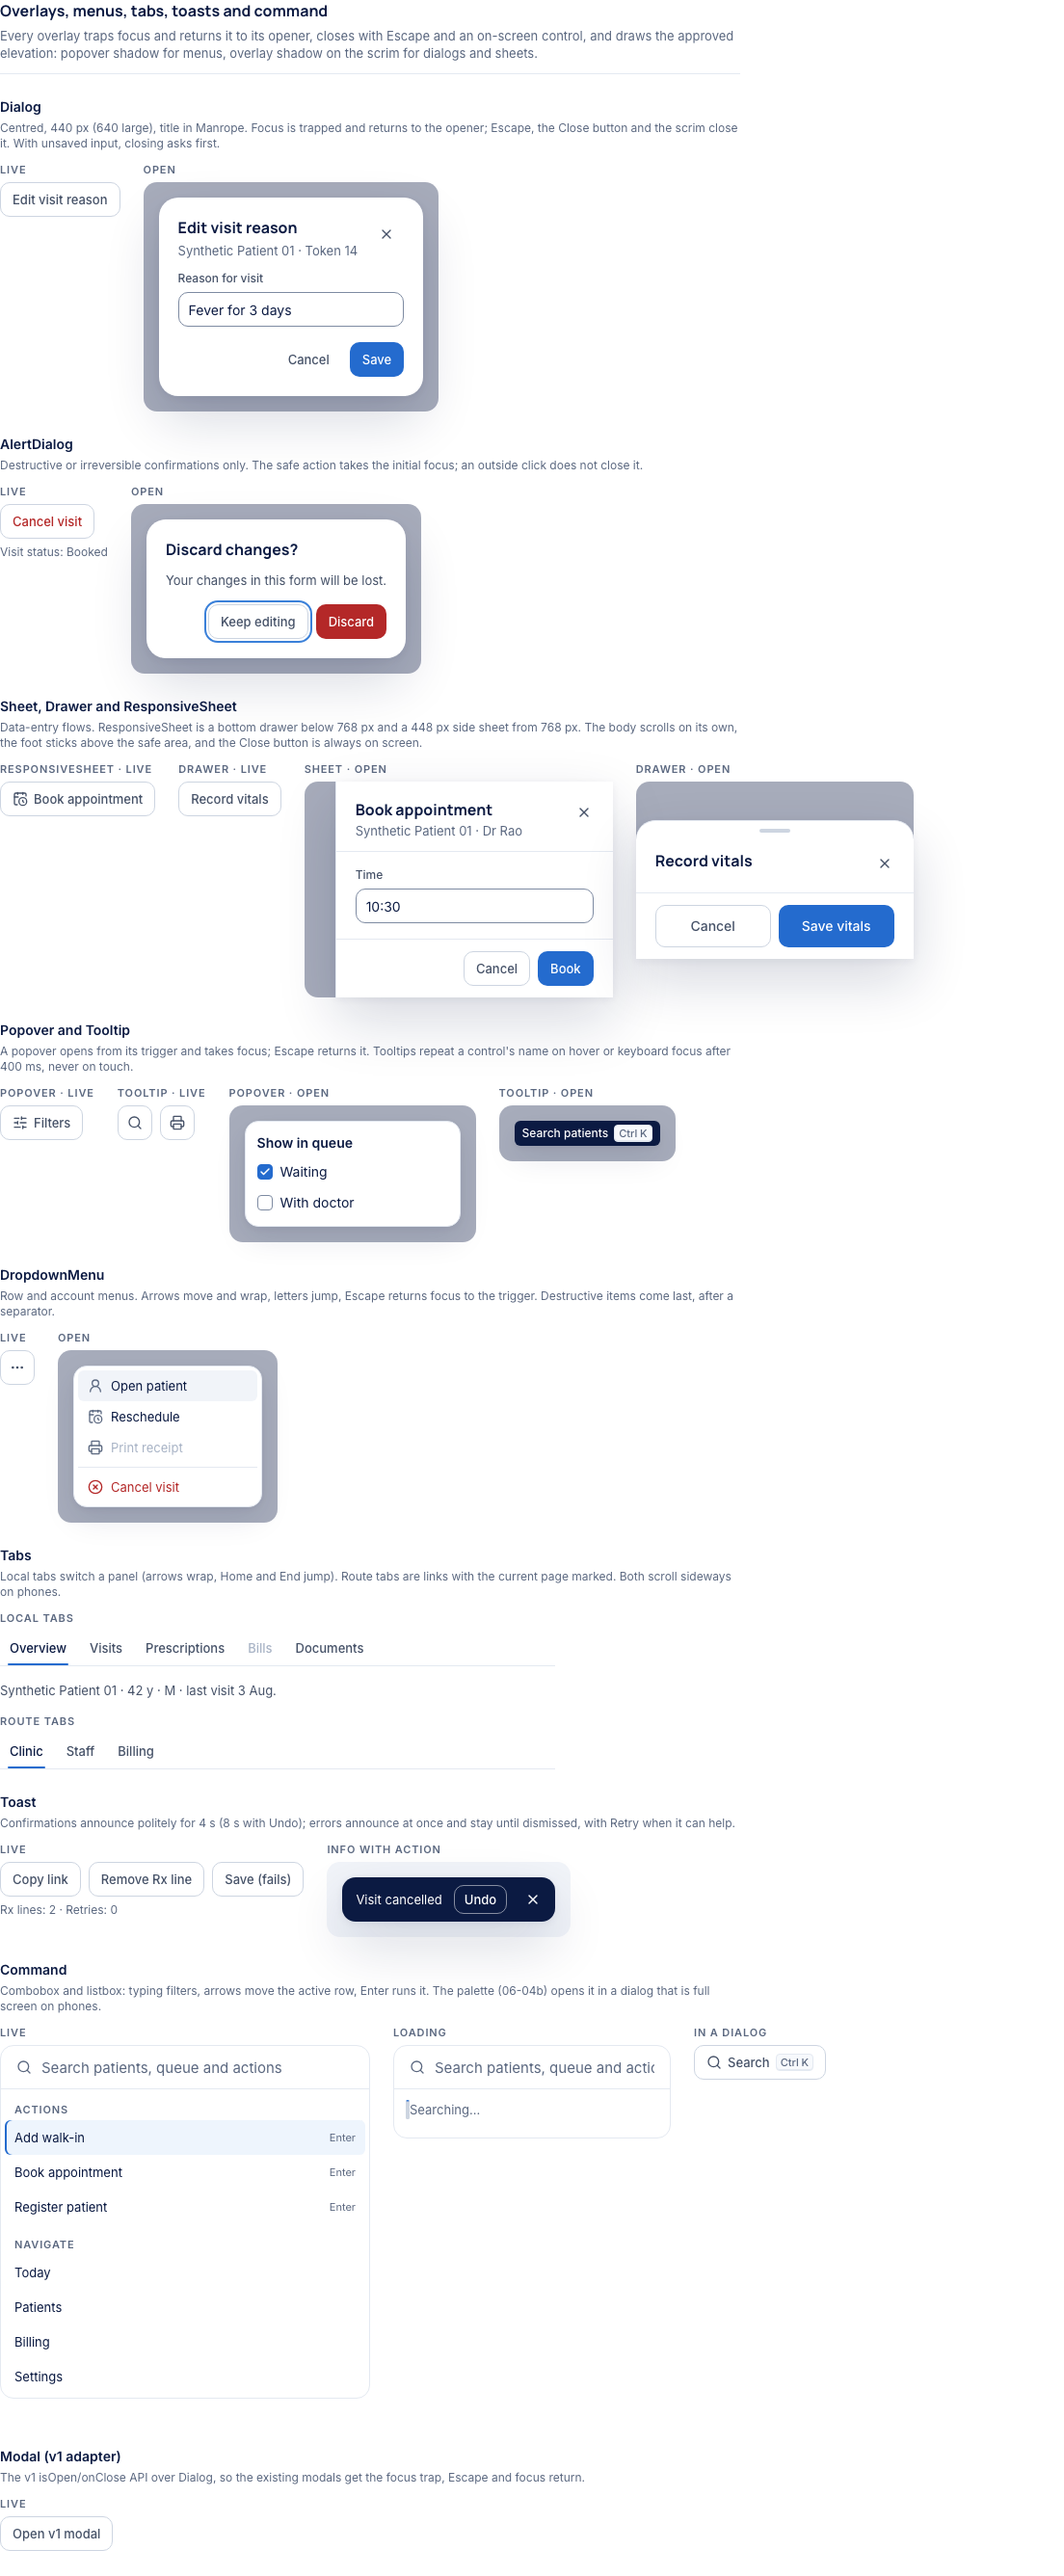 Overlays, menus, tabs, toasts and command
Every overlay traps focus and returns it to its opener, closes with Escape and an on-screen control, and draws the approved
elevation: popover shadow for menus, overlay shadow on the scrim for dialogs and sheets.
Dialog
Centred, 440 px (640 large), title in Manrope. Focus is trapped and returns to the opener; Escape, the Close button and the scrim close
it. With unsaved input, closing asks first.
LIVE
OPEN
Edit visit reason
Edit visit reason
Synthetic Patient 01 · Token 14
Reason for visit
Fever for 3 days
Cancel
Save
AlertDialog
Destructive or irreversible confirmations only. The safe action takes the initial focus; an outside click does not close it.
LIVE
OPEN
Cancel visit
Visit status: Booked
Discard changes?
Your changes in this form will be lost.
Keep editing
Discard
Sheet, Drawer and ResponsiveSheet
Data-entry flows. ResponsiveSheet is a bottom drawer below 768 px and a 448 px side sheet from 768 px. The body scrolls on its own,
the foot sticks above the safe area, and the Close button is always on screen.
RESPONSIVESHEET · LIVE
DRAWER · LIVE
SHEET · OPEN
DRAWER · OPEN
Book appointment
Record vitals
Book appointment
Synthetic Patient 01 · Dr Rao
Time
10:30
Cancel
Book
Record vitals
Cancel
Save vitals
Popover and Tooltip
A popover opens from its trigger and takes focus; Escape returns it. Tooltips repeat a control's name on hover or keyboard focus after
400 ms, never on touch.
POPOVER · LIVE
TOOLTIP · LIVE
POPOVER · OPEN
TOOLTIP · OPEN
Filters
Show in queue
Waiting
With doctor
Search patients Ctrl K
DropdownMenu
Row and account menus. Arrows move and wrap, letters jump, Escape returns focus to the trigger. Destructive items come last, after a
separator.
LIVE
OPEN
Open patient
Reschedule
Print receipt
Cancel visit
Tabs
Local tabs switch a panel (arrows wrap, Home and End jump). Route tabs are links with the current page marked. Both scroll sideways
on phones.
LOCAL TABS
Overview Visits Prescriptions Bills Documents
Synthetic Patient 01 · 42 y · M · last visit 3 Aug.
ROUTE TABS
Clinic Staff Billing
Toast
Confirmations announce politely for 4 s (8 s with Undo); errors announce at once and stay until dismissed, with Retry when it can help.
LIVE
INFO WITH ACTION
Copy link
Remove Rx line
Save (fails)
Rx lines: 2 · Retries: 0
Visit cancelled
Undo
Command
Combobox and listbox: typing filters, arrows move the active row, Enter runs it. The palette (06-04b) opens it in a dialog that is full
screen on phones.
LIVE
LOADING
IN A DIALOG
Search patients, queue and actions
ACTIONS
Add walk-in Enter
Book appointment Enter
Register patient Enter
NAVIGATE
Today
Patients
Billing
Settings
Search patients, queue and actic
Searching...
Search Ctrl K
Modal (v1 adapter)
The v1 isOpen/onClose API over Dialog, so the existing modals get the focus trap, Escape and focus return.
LIVE
Open v1 modal